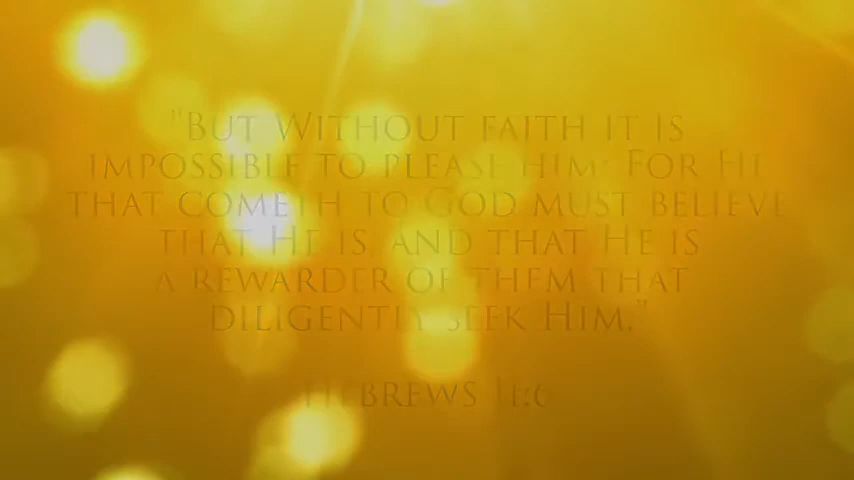 "But without faith it is
impossible to please him: For He
that cometh to God must believe
that He is, and that He is
a rewarder of them that
diligently seek Him."
Hebrews 11:6